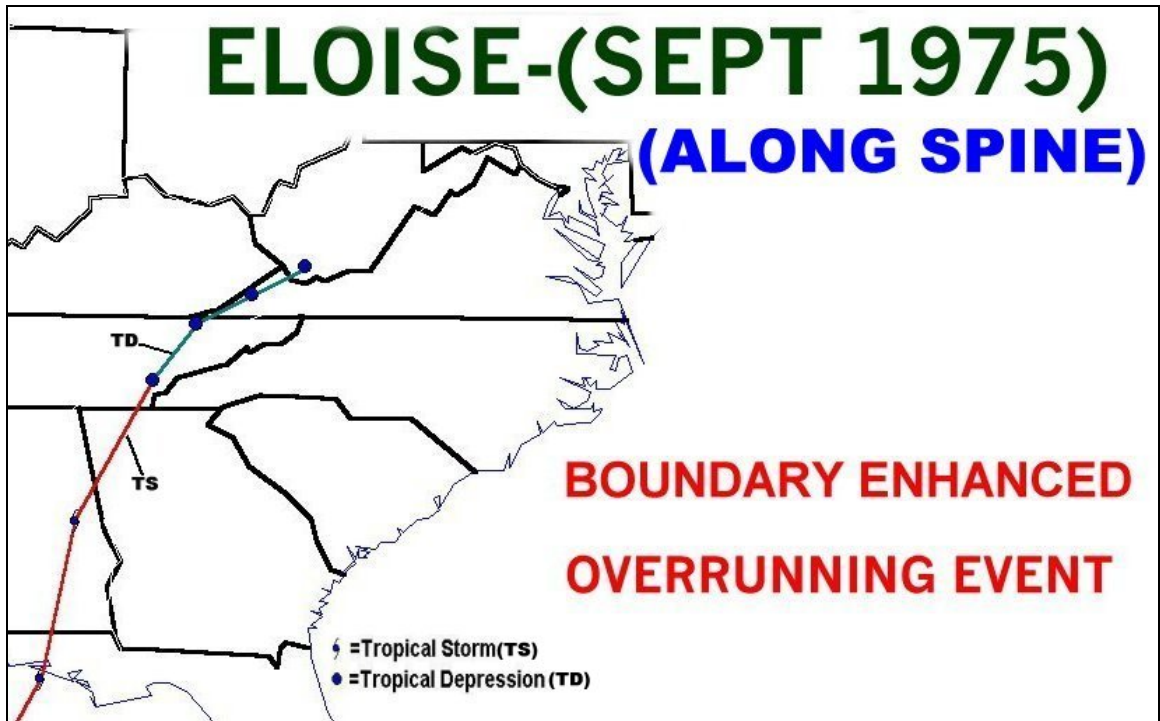 ELOISE-(SEPT 1975)
(ALONG SPINE)
TD
TS
BOUNDARY ENHANCED
OVERRUNNING EVENT
=Tropical Storm(TS)
=Tropical Depression(TD)